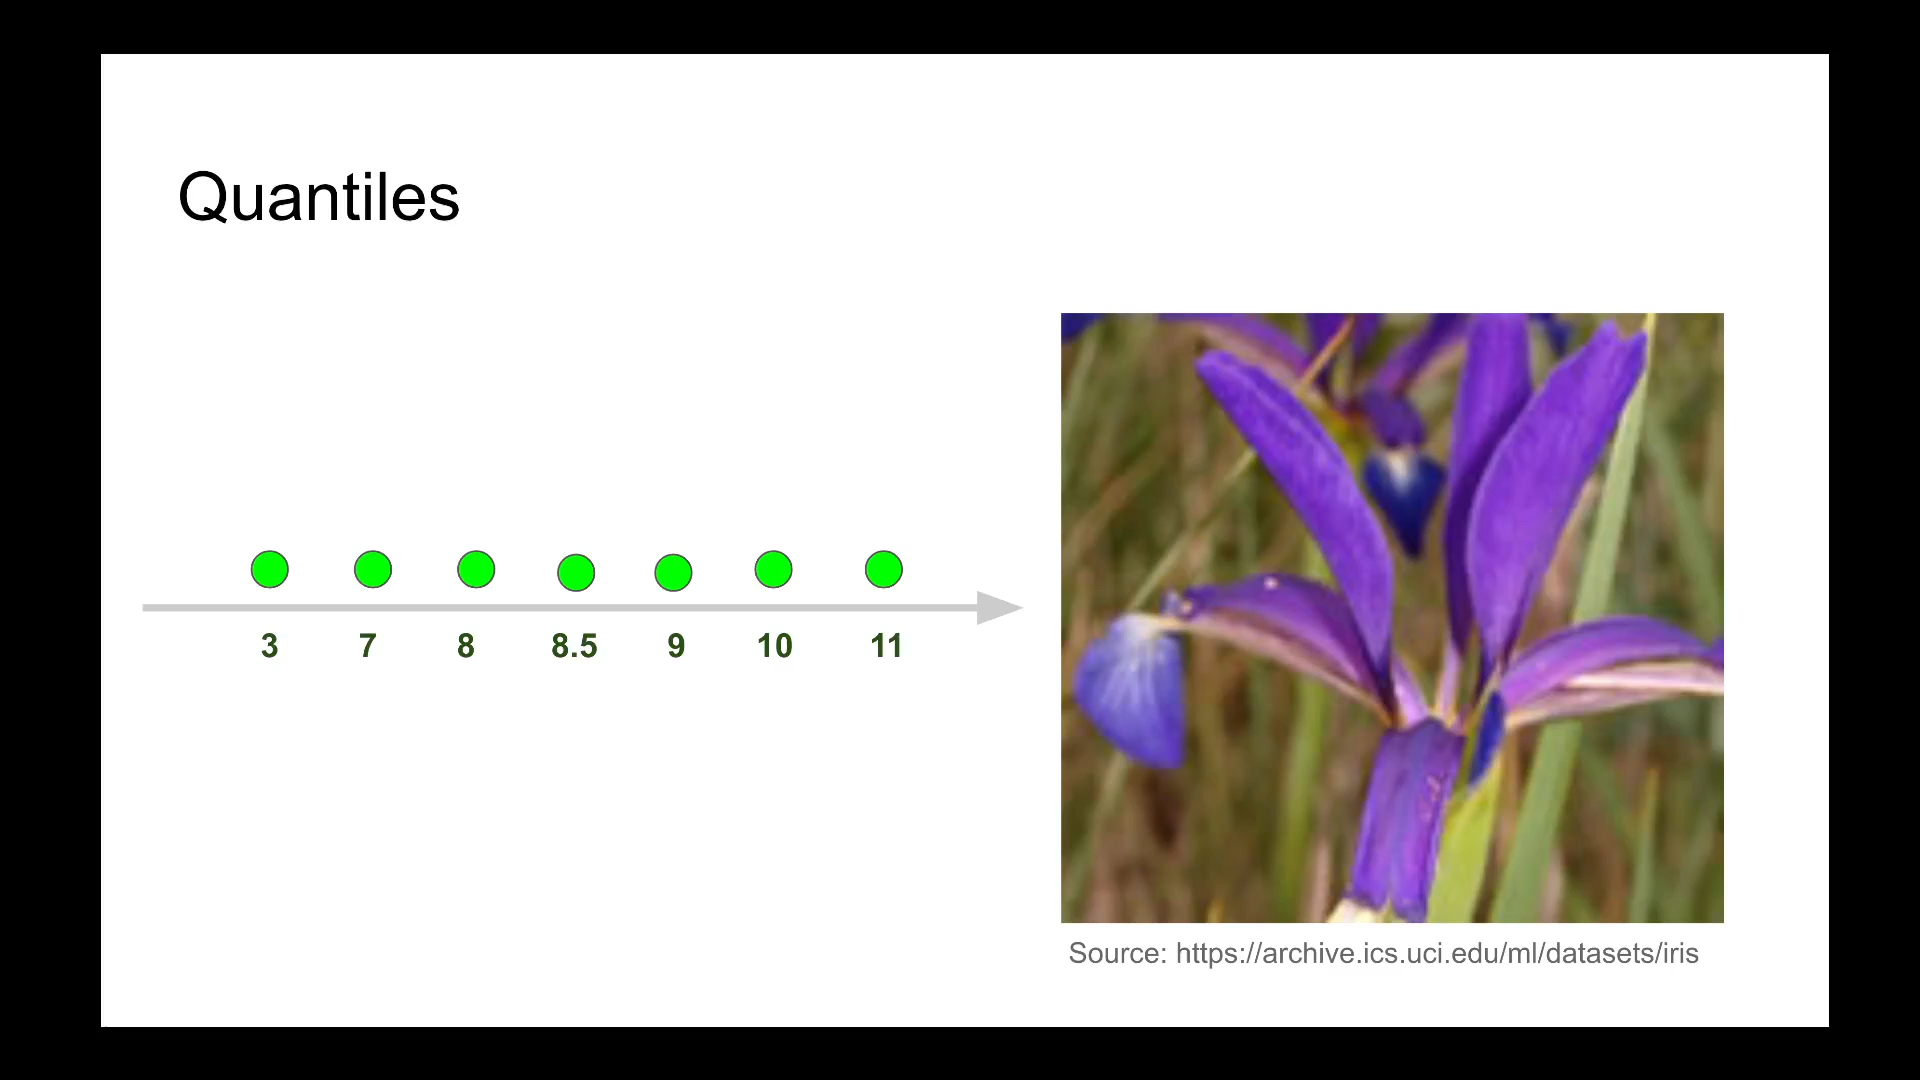 Quantiles
3 7 8 8.5 9 10 11
Source: https://archive.ics.uci.edu/ml/datasets/iris